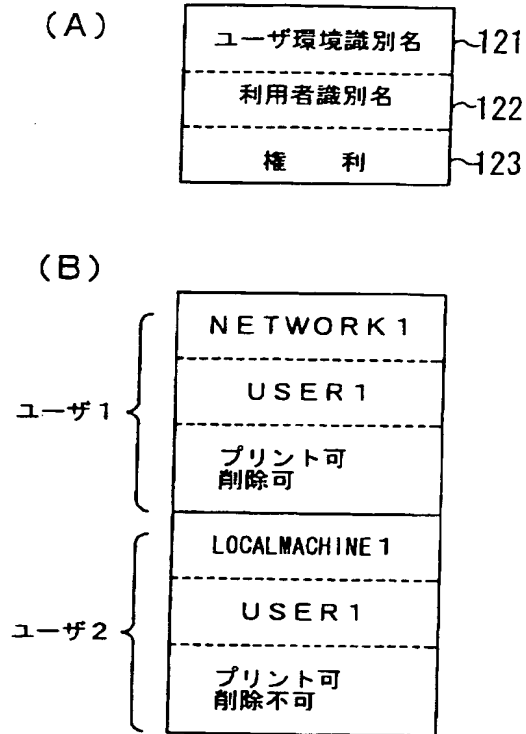 (A)
ユーザ環境識別名 121
利用者識別名 122
権 利 123
(B)
ユーザ1
NETWORK1
USER1
プリント可
削除可
ユーザ2
LOCALMACHINE1
USER1
プリント可
削除不可